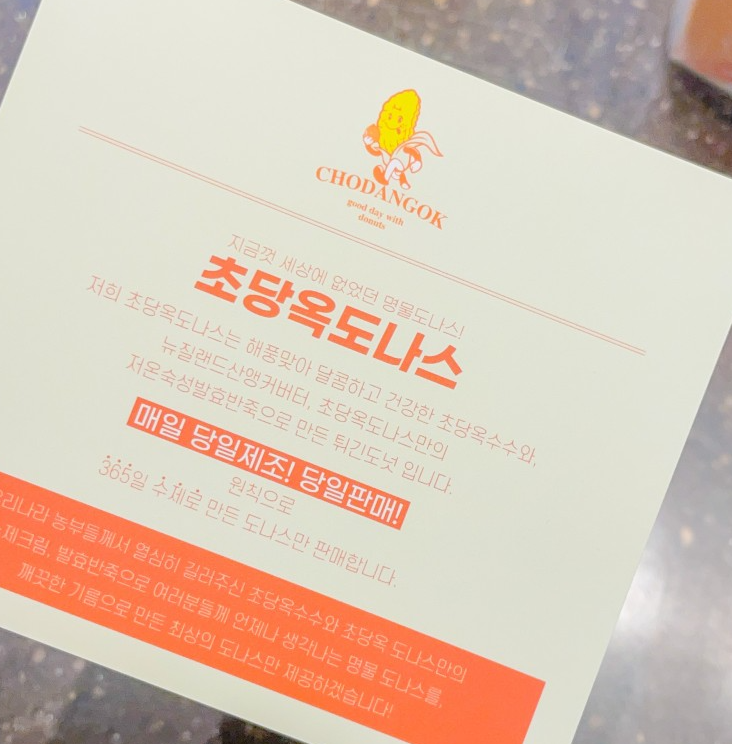 CHODANGOK
good day with
donuts
지금껏 세상에 없었던 명물도나스!
초당옥도나스
저희 초당옥도나스는 해풍맞아 달콤하고 건강한 초당옥수수와,
뉴질랜드산앵커버터, 초당옥도나스만의
저온숙성발효반죽으로 만든 튀긴도넛 입니다.
매일 당일제조! 당일판매!
원칙으로
365일 수제로 만든 도나스만 판매합니다.
우리나라 농부들께서 열심히 길러주신 초당옥수수와 초당옥 도나스만의
수제크림, 발효반죽으로 여러분들께 언제나 생각나는 명물 도나스를,
깨끗한 기름으로 만든 최상의 도나스만 제공하겠습니다!